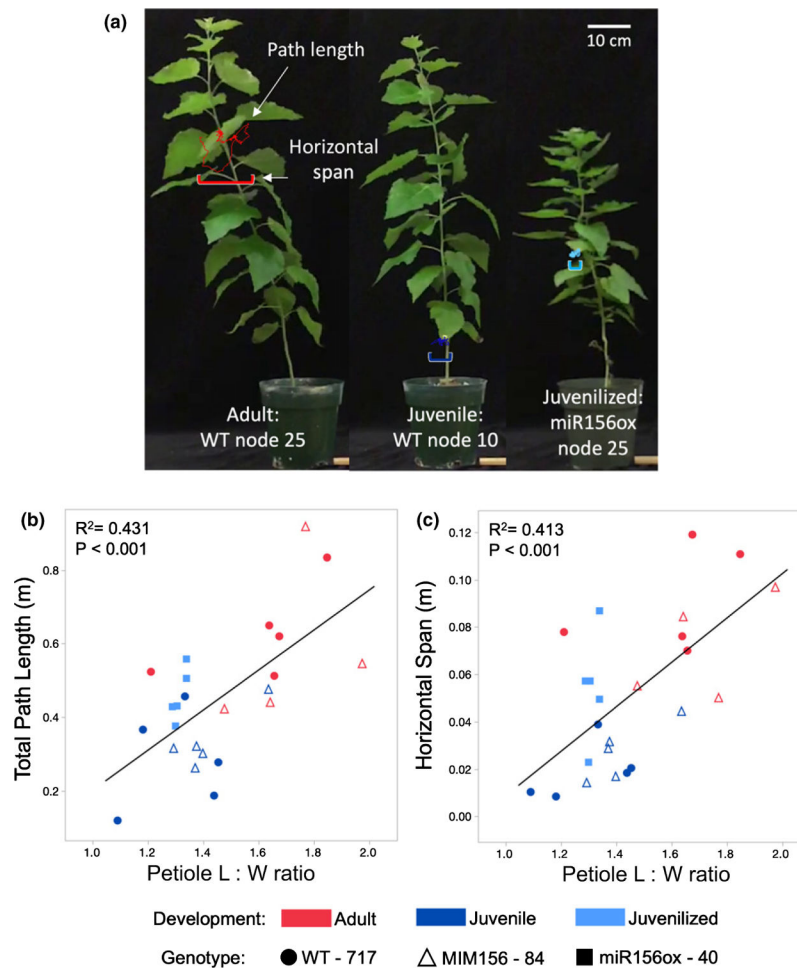 (a)
Path length
10 cm
Horizontal
span
Adult:
WT node 25
Juvenile:
WT node 10
Juvenilized:
miR156ox
node 25
(b)
R²= 0.431
P < 0.001
Total Path Length (m)
0.8
0.6
0.4
0.2
1.0 1.2 1.4 1.6 1.8 2.0
Petiole L : W ratio
(c)
R²= 0.413
P < 0.001
Horizontal Span (m)
0.12
0.10
0.08
0.06
0.04
0.02
0.00
1.0 1.2 1.4 1.6 1.8 2.0
Petiole L : W ratio
Development: Adult Juvenile Juvenilized
Genotype: WT - 717 MIM156 - 84 miR156ox - 40